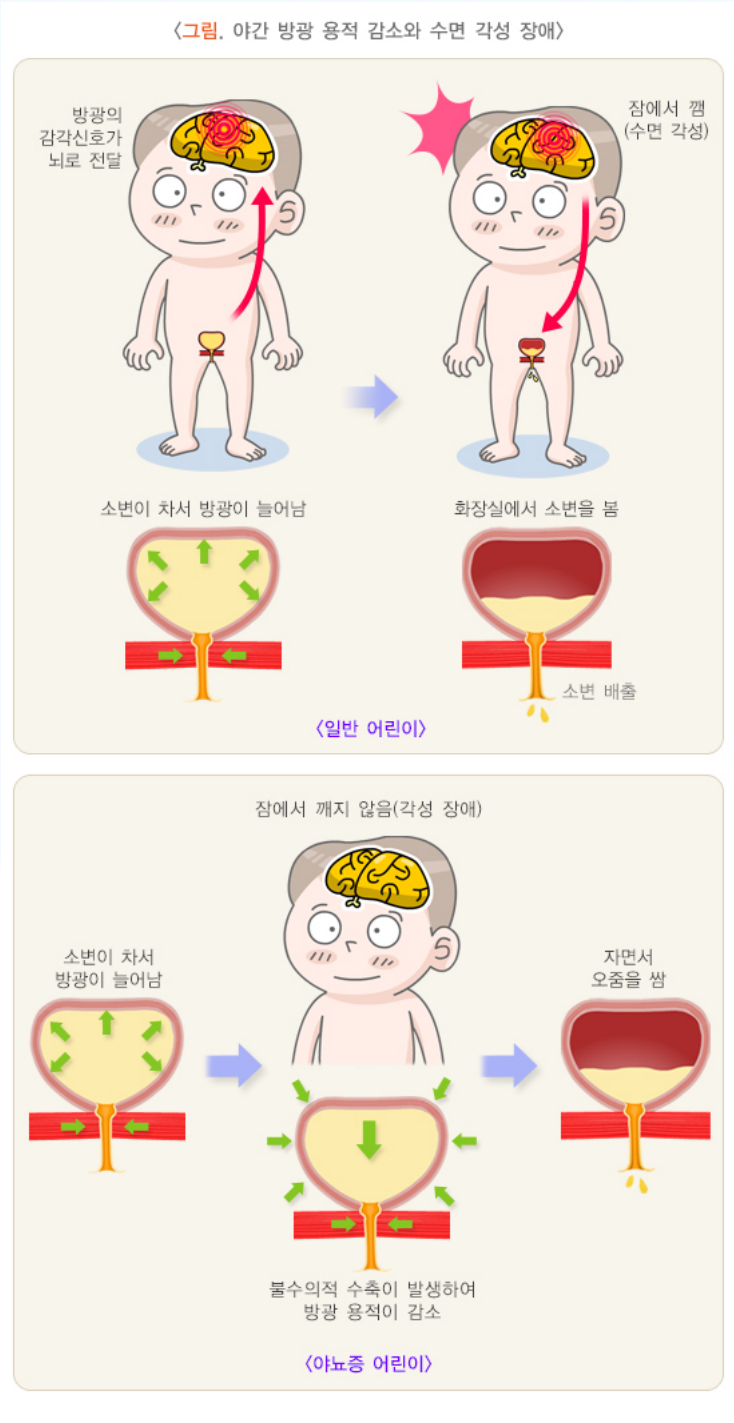 〈그림. 야간 방광 용적 감소와 수면 각성 장애〉
방광의
감각신호가
뇌로 전달
잠에서 깸
(수면 각성)
소변이 차서 방광이 늘어남
화장실에서 소변을 봄
소변 배출
〈일반 어린이〉
잠에서 깨지 않음(각성 장애)
소변이 차서
방광이 늘어남
자면서
오줌을 쌈
불수의적 수축이 발생하여
방광 용적이 감소
〈야뇨증 어린이〉